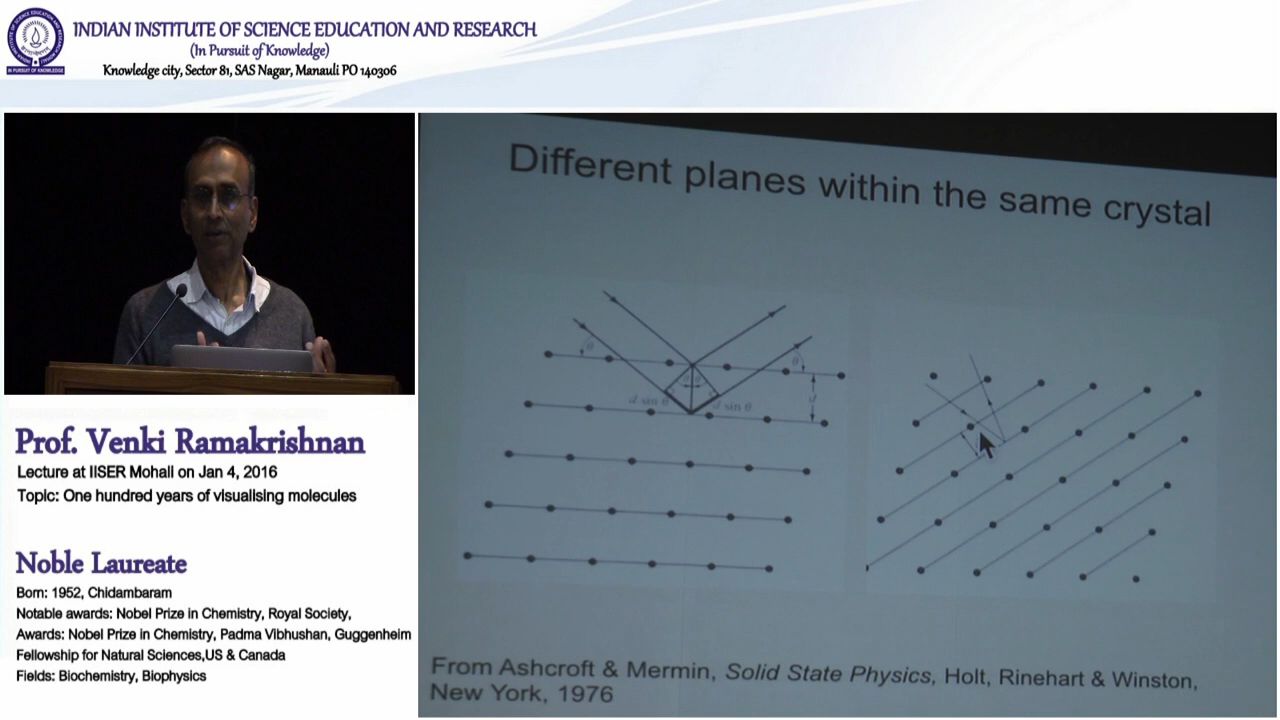 INDIAN INSTITUTE OF SCIENCE EDUCATION AND RESEARCH
(In Pursuit of Knowledge)
Knowledge city, Sector 81, SAS Nagar, Manauli PO 140306
IN PURSUIT OF KNOWLEDGE
Different planes within the same crystal
θ
θ
d sin θ
d sin θ
d
From Ashcroft & Mermin, Solid State Physics, Holt, Rinehart & Winston,
New York, 1976
Prof. Venki Ramakrishnan
Lecture at IISER Mohali on Jan 4, 2016
Topic: One hundred years of visualising molecules
Noble Laureate
Born: 1952, Chidambaram
Notable awards: Nobel Prize in Chemistry, Royal Society,
Awards: Nobel Prize in Chemistry, Padma Vibhushan, Guggenheim
Fellowship for Natural Sciences,US & Canada
Fields: Biochemistry, Biophysics